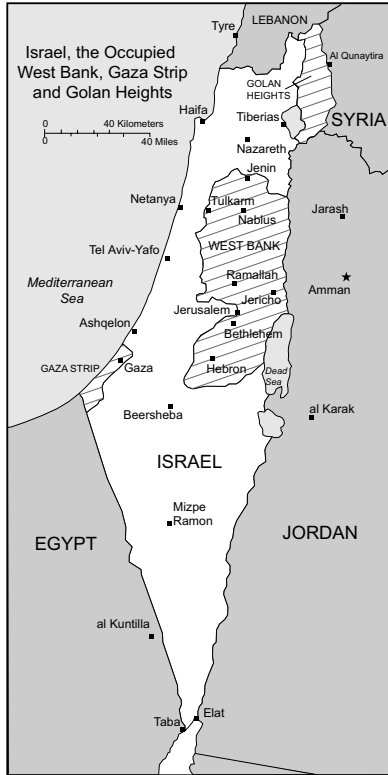 Tyre
LEBANON
Israel, the Occupied
West Bank, Gaza Strip
and Golan Heights
Al Qunaytira
GOLAN
HEIGHTS
SYRIA
0 40 Kilometers
0 40 Miles
Haifa
Tiberias
Nazareth
Jenin
Netanya
Tulkarm
Nablus
Jarash
Tel Aviv-Yafo
WEST BANK
Mediterranean
Sea
Ramallah
Amman
Jericho
Jerusalem
Ashqelon
Bethlehem
GAZA STRIP
Gaza
Hebron
Dead
Sea
Beersheba
al Karak
ISRAEL
Mizpe
Ramon
EGYPT
JORDAN
al Kuntilla
Elat
Taba